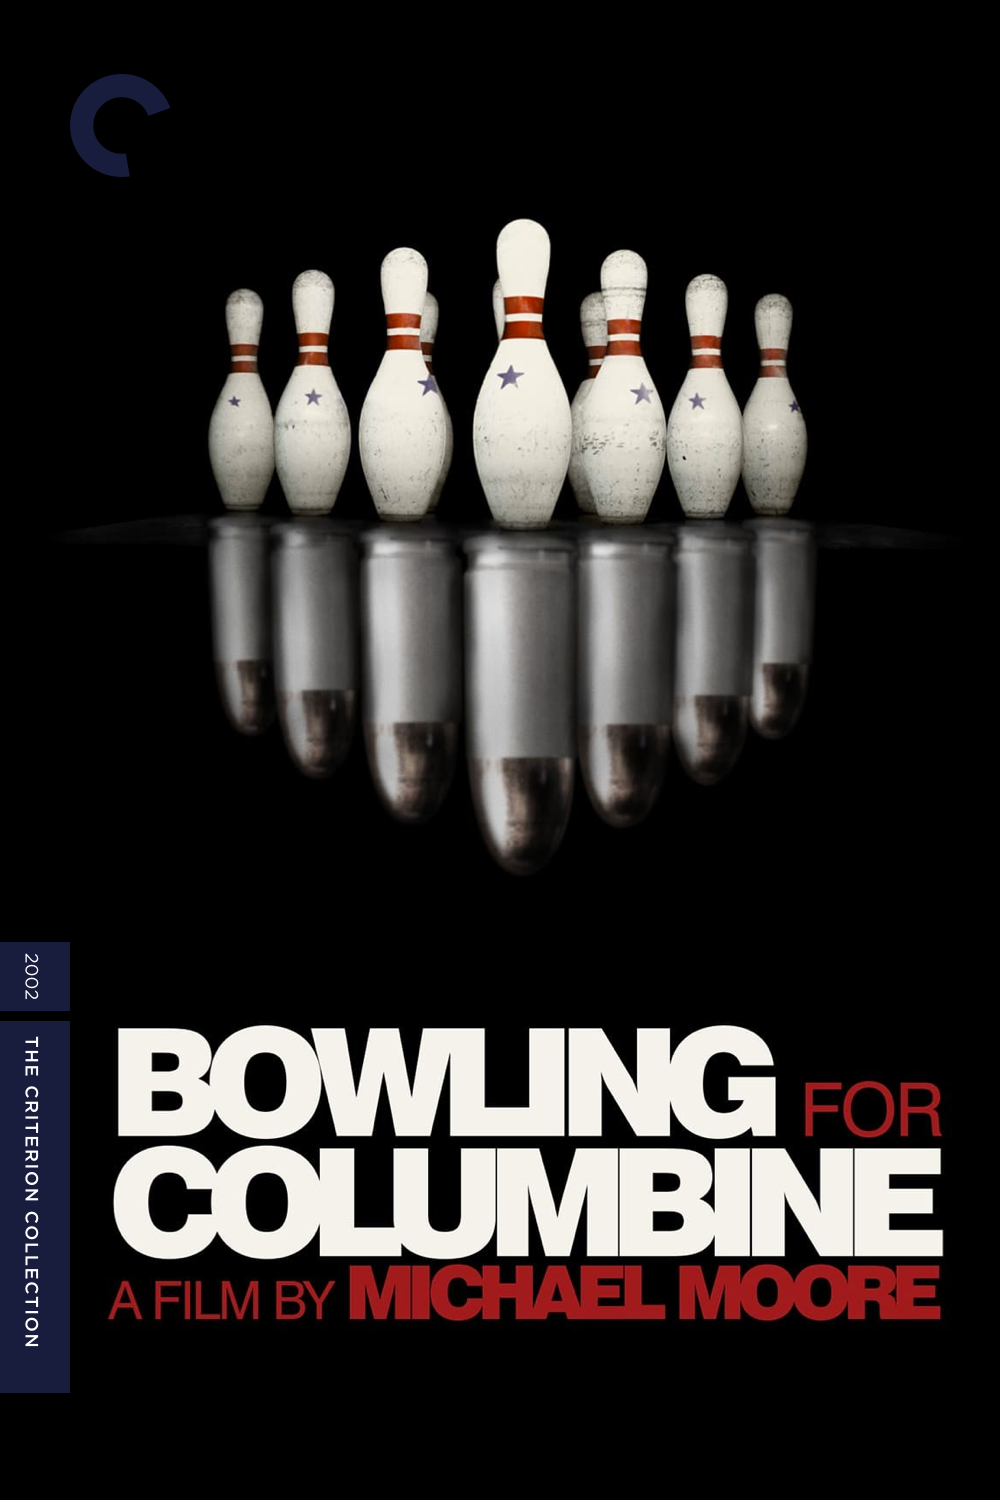 2002
THE CRITERION COLLECTION
BOWLING FOR
COLUMBINE
A FILM BY MICHAEL MOORE